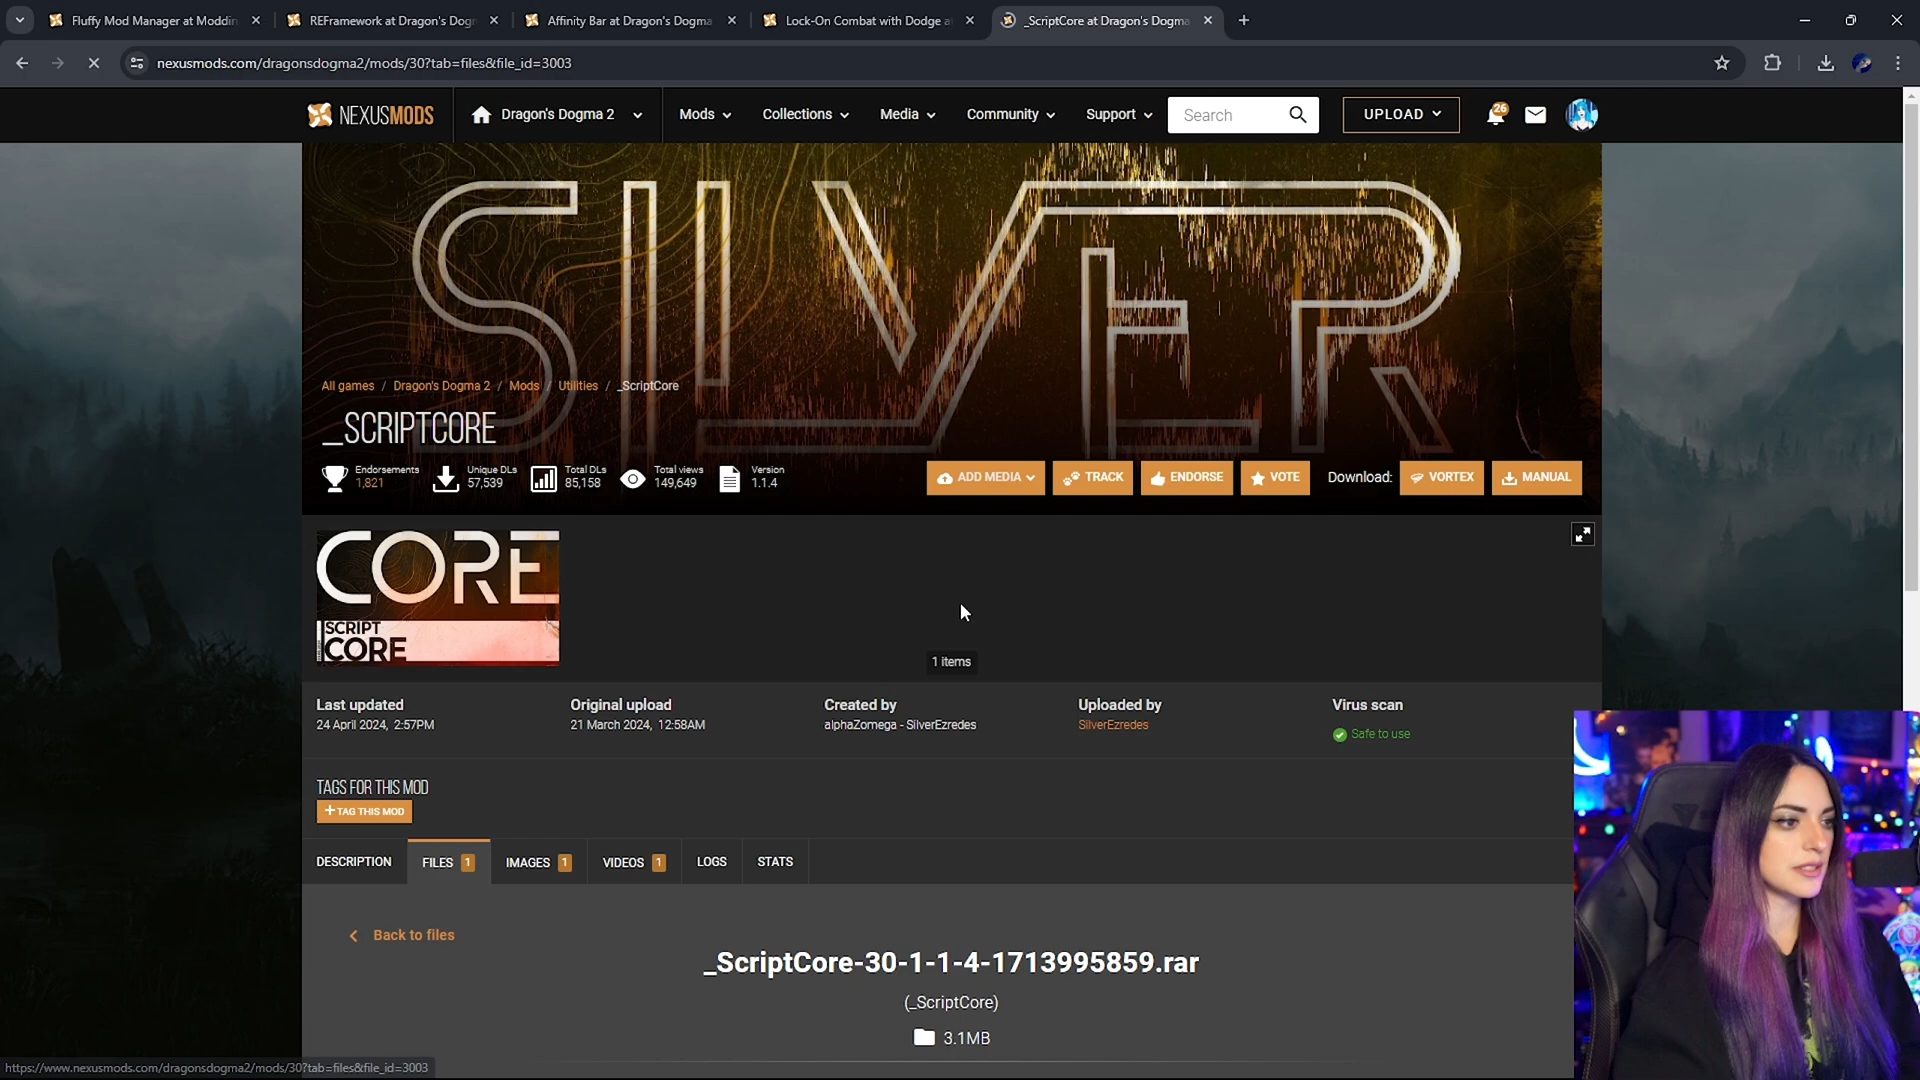 Fluffy Mod Manager at Moddin
REFramework at Dragon's Dogm
Affinity Bar at Dragon's Dogma
Lock-On Combat with Dodge a
_ScriptCore at Dragon's Dogma
nexusmods.com/dragonsdogma2/mods/30?tab=files&file_id=3003
NEXUSMODS
Dragon's Dogma 2
Mods
Collections
Media
Community
Support
Search
UPLOAD
26
SILVER
All games / Dragon's Dogma 2 / Mods / Utilities / _ScriptCore
_SCRIPTCORE
Endorsements
1,821
Unique DLs
57,539
Total DLs
85,158
Total views
149,649
Version
1.1.4
ADD MEDIA
TRACK
ENDORSE
VOTE
Download:
VORTEX
MANUAL
CORE
SCRIPT
CORE
1 items
Last updated
24 April 2024, 2:57PM
Original upload
21 March 2024, 12:58AM
Created by
alphaZomega - SilverEzredes
Uploaded by
SilverEzredes
Virus scan
Safe to use
TAGS FOR THIS MOD
+ TAG THIS MOD
DESCRIPTION
FILES 1
IMAGES 1
VIDEOS 1
LOGS
STATS
Back to files
_ScriptCore-30-1-1-4-1713995859.rar
(_ScriptCore)
3.1MB
https://www.nexusmods.com/dragonsdogma2/mods/30?tab=files&file_id=3003